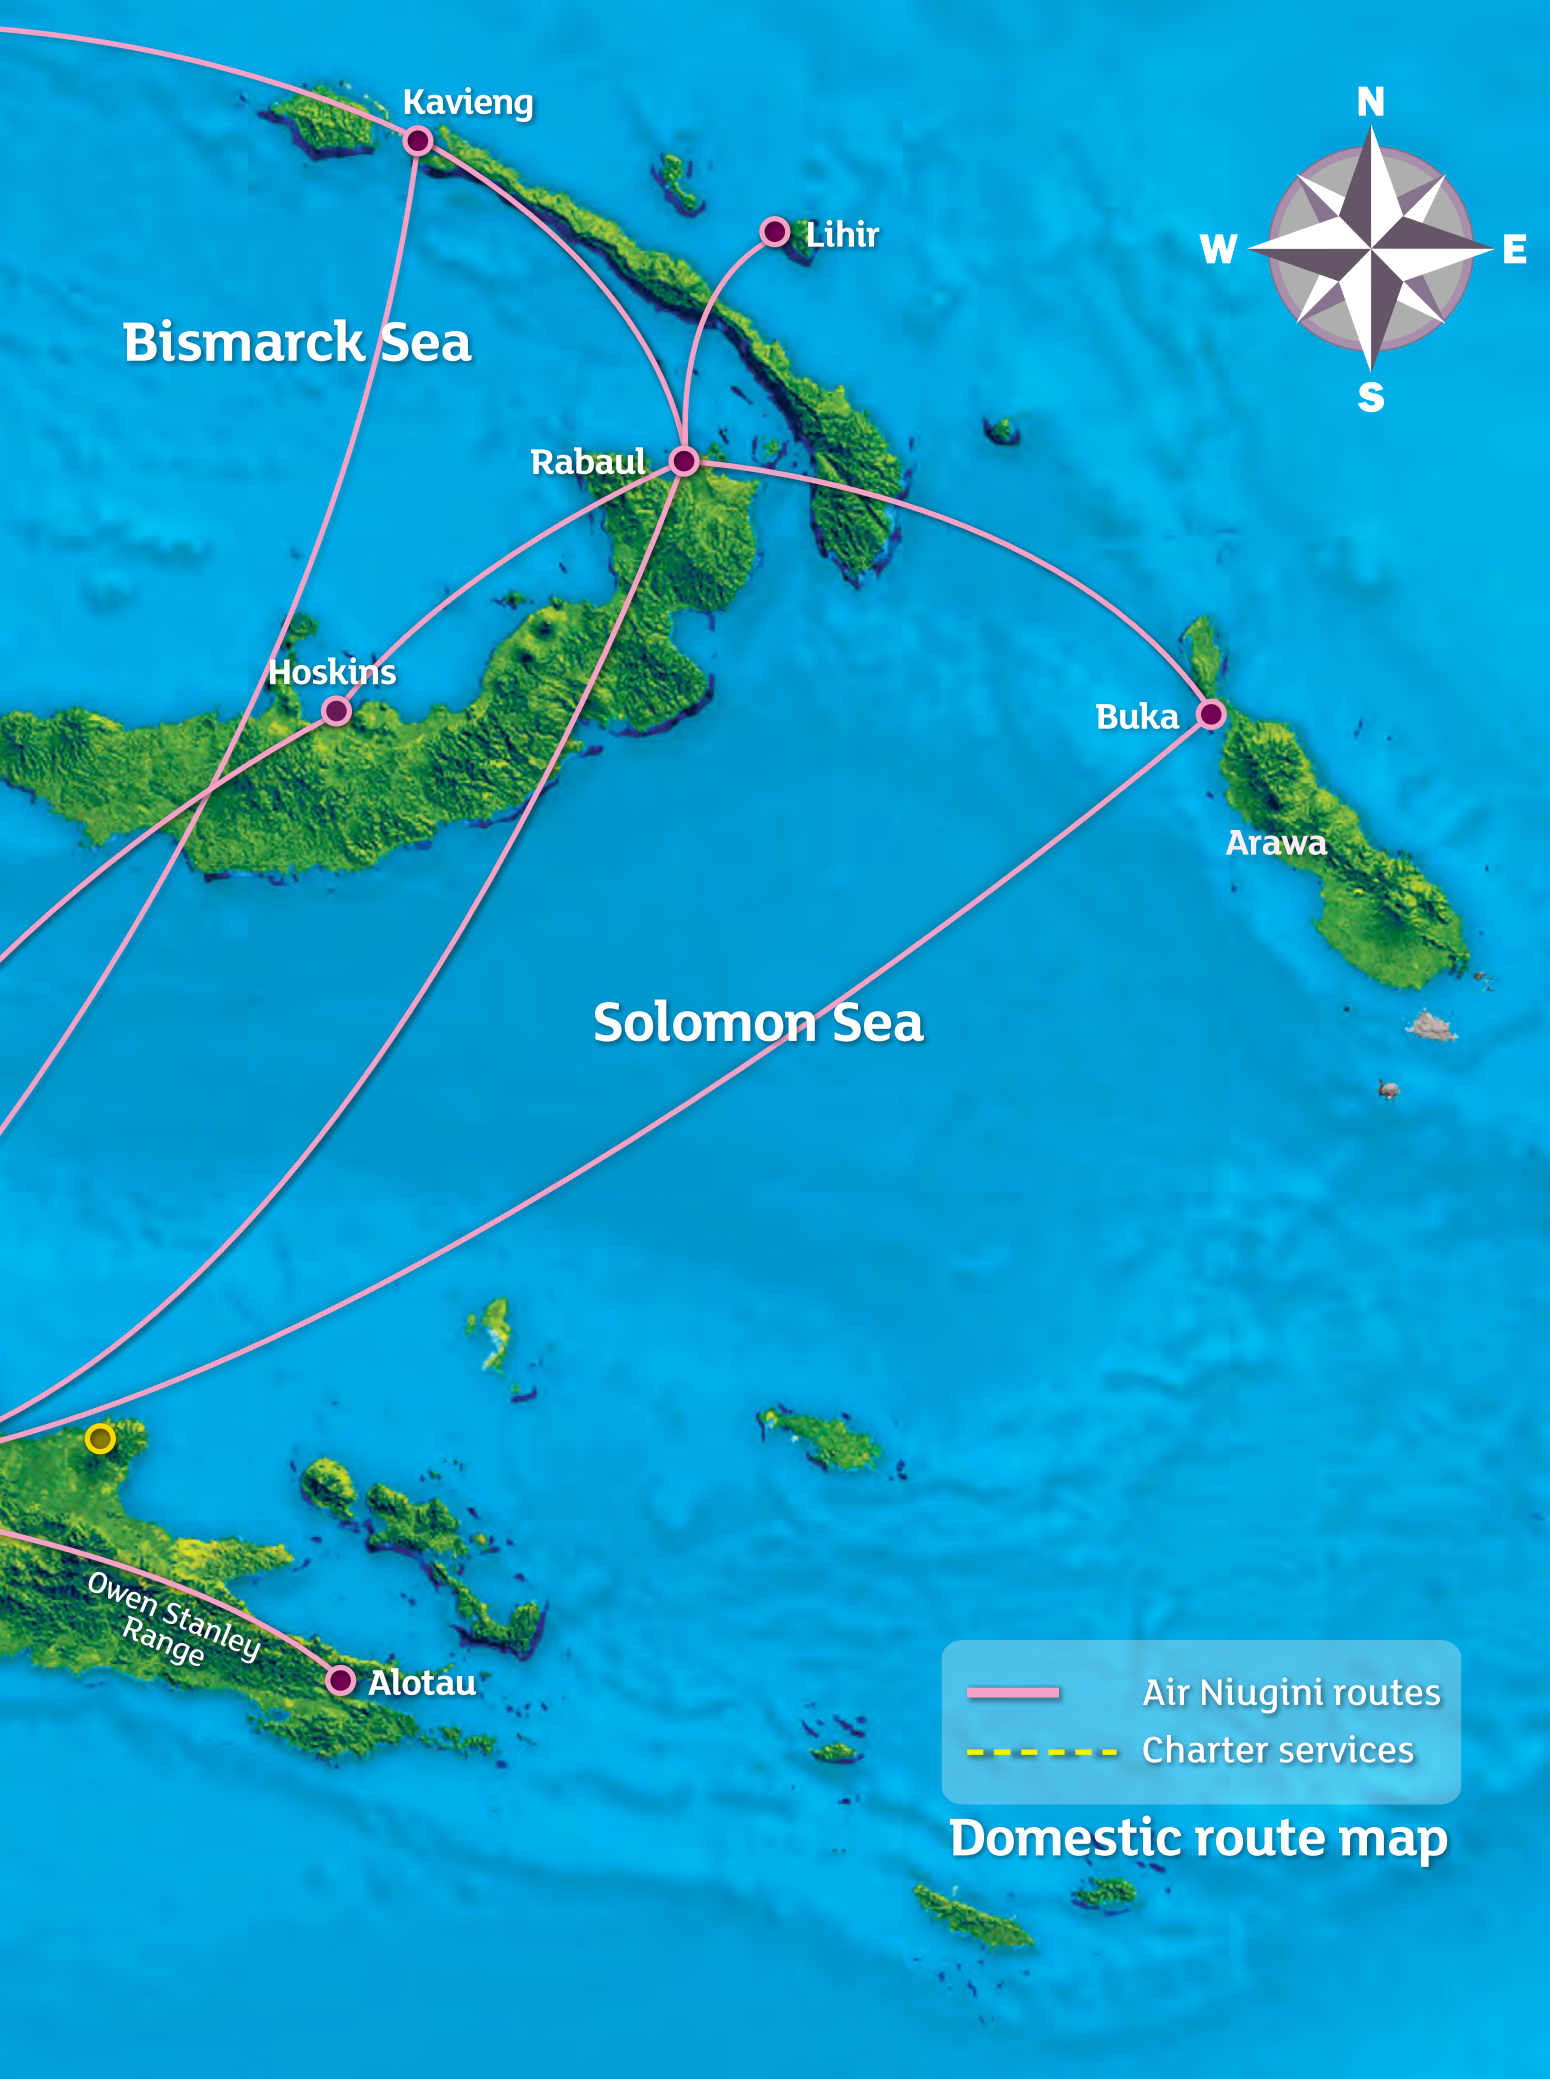 N
Kavieng
Lihir
W
E
Bismarck Sea
S
Rabaul
Hoskins
Buka
Arawa
Solomon Sea
Owen Stanley
Range
Alotau
Air Niugini routes
Charter services
Domestic route map